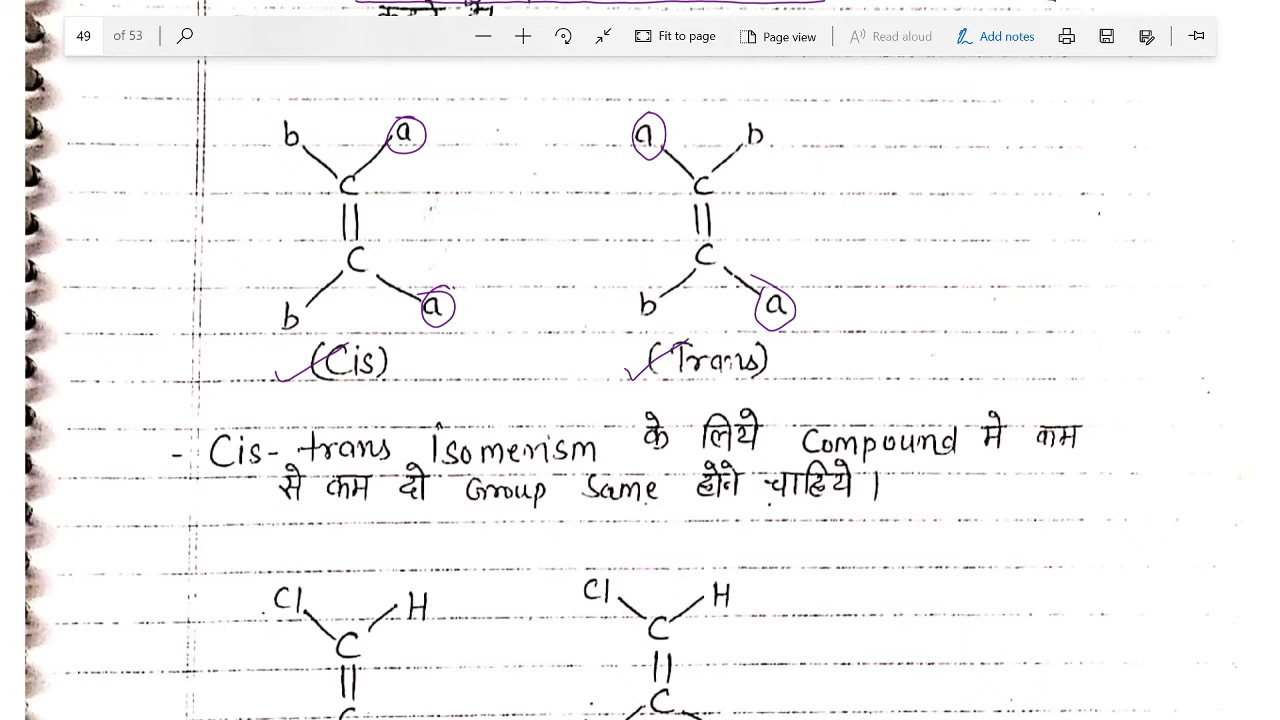 49 of 53 Fit to page Page view Read aloud Add notes
b a a b
C C
C C
b a b a
(Cis) (Trans)
- Cis-trans Isomerism के लिये Compound मे काम
से कम दो Group same होने चाहिये।
Cl H Cl H
C C
C C